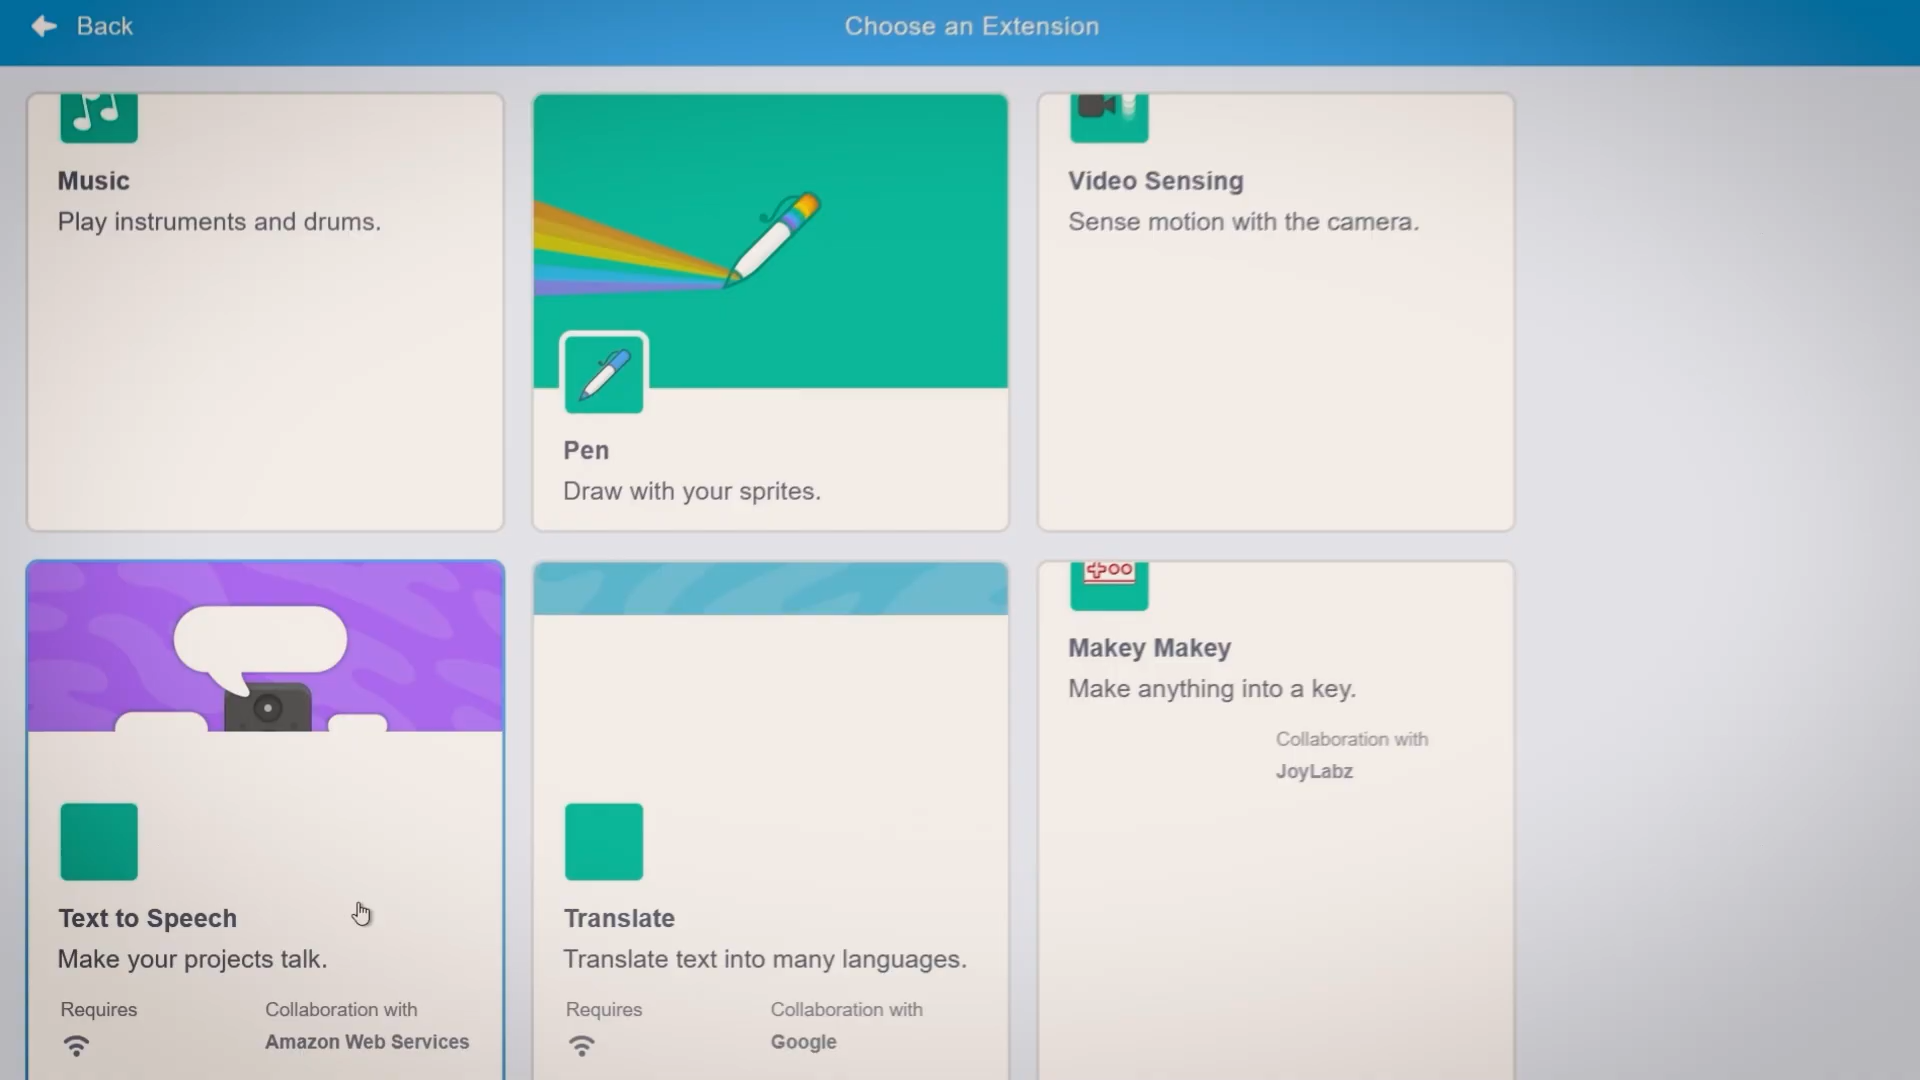 Back
Choose an Extension
Music
Play instruments and drums.
Pen
Draw with your sprites.
Video Sensing
Sense motion with the camera.
Text to Speech
Make your projects talk.
Requires
Collaboration with
Amazon Web Services
Translate
Translate text into many languages.
Requires
Collaboration with
Google
Makey Makey
Make anything into a key.
Collaboration with
JoyLabz